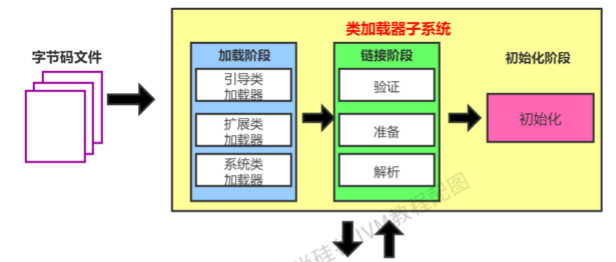 类加载器子系统
字节码文件
加载阶段
引导类
加载器
扩展类
加载器
系统类
加载器
链接阶段
验证
准备
解析
初始化阶段
初始化
尚硅谷JVM教程配图